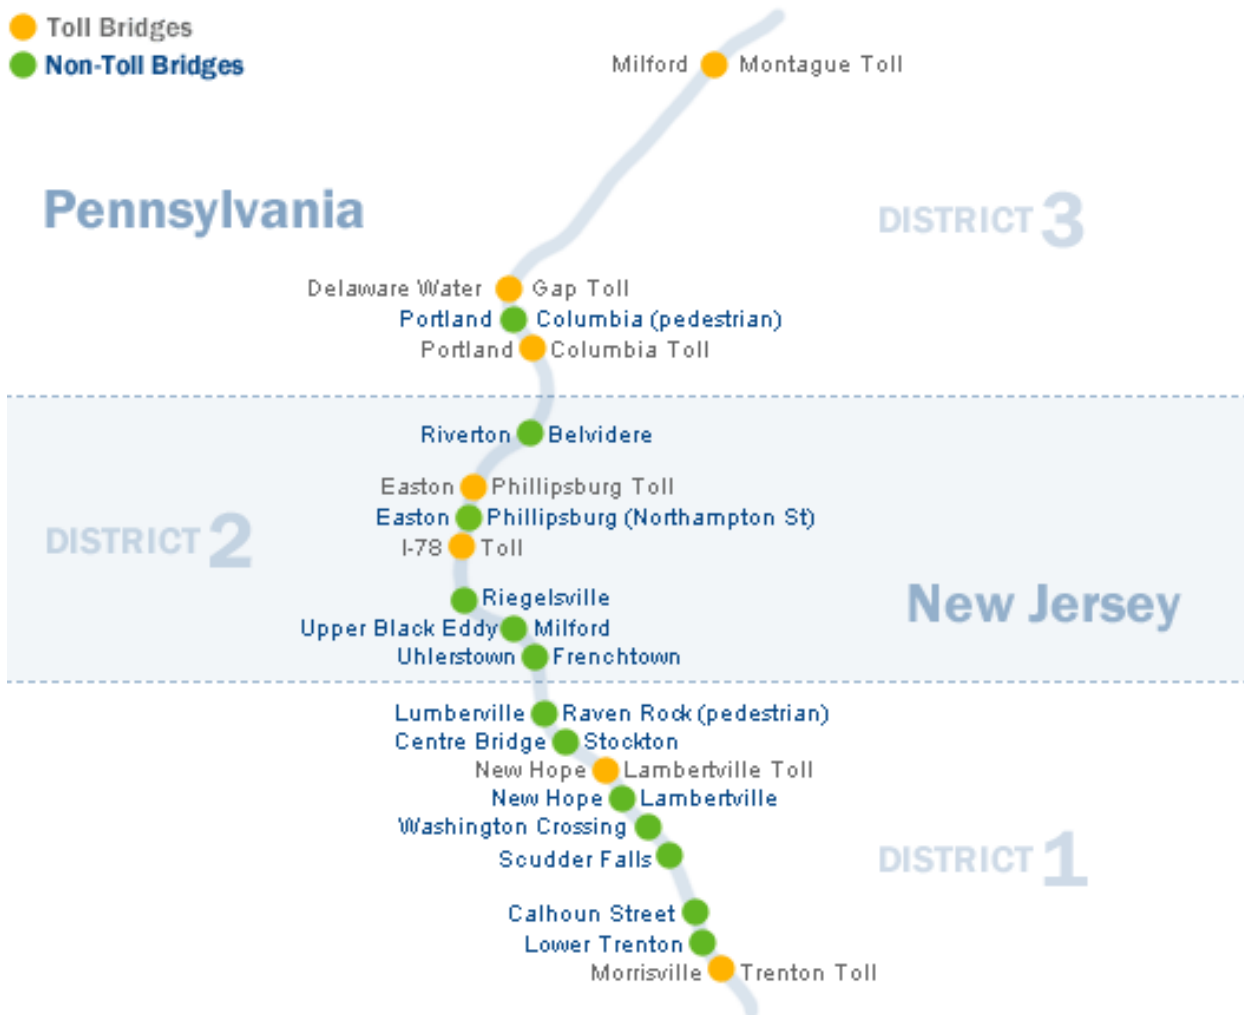 Toll Bridges
Non-Toll Bridges
Milford Montague Toll
Pennsylvania
DISTRICT 3
Delaware Water Gap Toll
Portland Columbia (pedestrian)
Portland Columbia Toll
Riverton Belvidere
Easton Phillipsburg Toll
Easton Phillipsburg (Northampton St)
DISTRICT 2
I-78 Toll
Riegelsville
New Jersey
Upper Black Eddy Milford
Uhlerstown Frenchtown
Lumberville Raven Rock (pedestrian)
Centre Bridge Stockton
New Hope Lambertville Toll
New Hope Lambertville
Washington Crossing
Scudder Falls
DISTRICT 1
Calhoun Street
Lower Trenton
Morrisville Trenton Toll